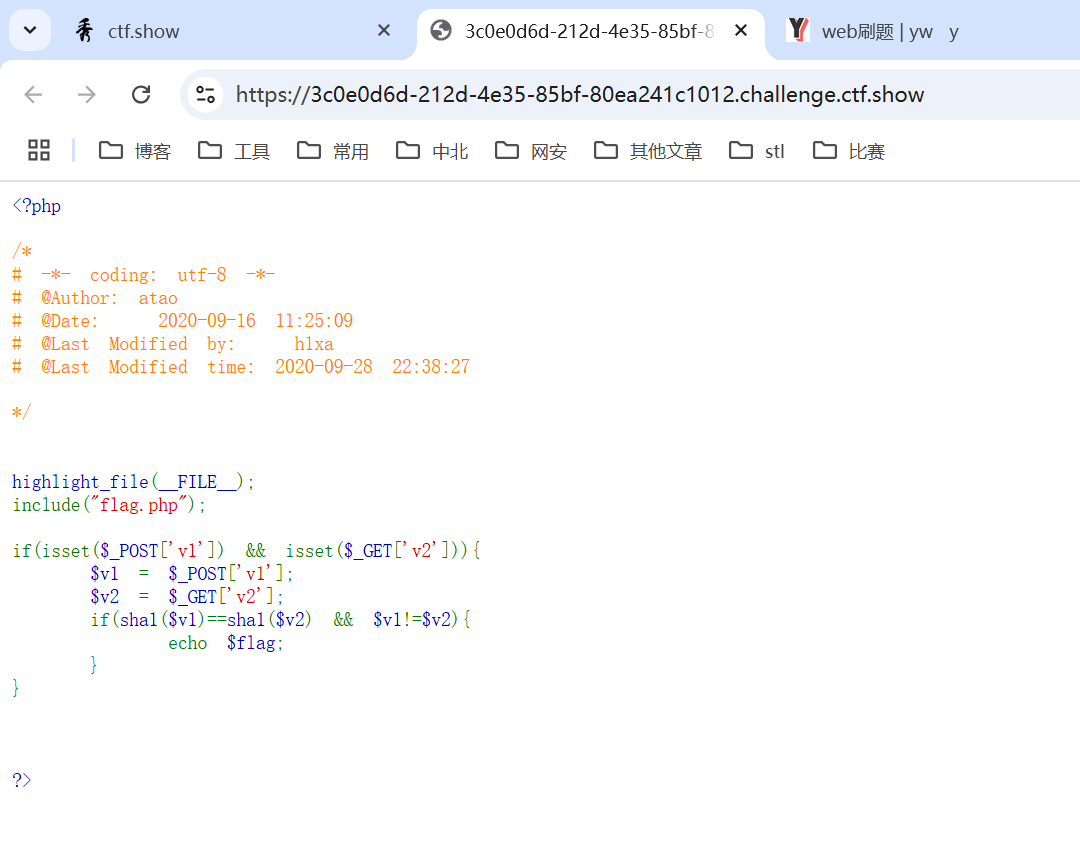 ctf.show
3c0e0d6d-212d-4e35-85bf-8
web刷题 | yw y
https://3c0e0d6d-212d-4e35-85bf-80ea241c1012.challenge.ctf.show
博客 工具 常用 中北 网安 其他文章 stl 比赛
<?php
/*
# -*- coding: utf-8 -*-
# @Author: atao
# @Date: 2020-09-16 11:25:09
# @Last Modified by: h1xa
# @Last Modified time: 2020-09-28 22:38:27
*/
highlight_file(__FILE__);
include("flag.php");
if(isset($_POST['v1']) && isset($_GET['v2'])){
$v1 = $_POST['v1'];
$v2 = $_GET['v2'];
if(sha1($v1)==sha1($v2) && $v1!=$v2){
echo $flag;
}
}
?>